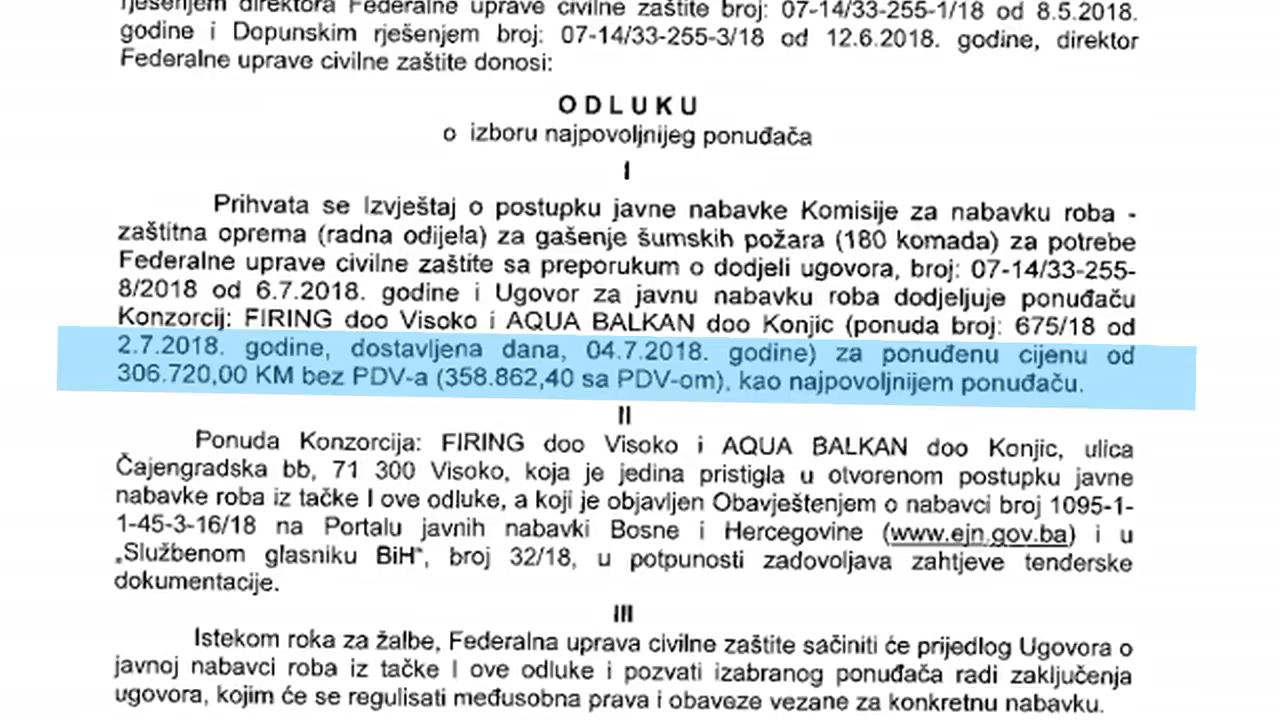 rješenjem direktora Federalne uprave civilne zaštite broj: 07-14/33-255-1/18 od 8.5.2018.
godine i Dopunskim rješenjem broj: 07-14/33-255-3/18 od 12.6.2018. godine, direktor
Federalne uprave civilne zaštite donosi:
O D L U K U
o izboru najpovoljnijeg ponuđača
I
Prihvata se Izvještaj o postupku javne nabavke Komisije za nabavku roba -
zaštitna oprema (radna odijela) za gašenje šumskih požara (180 komada) za potrebe
Federalne uprave civilne zaštite sa preporukum o dodjeli ugovora, broj: 07-14/33-255-
8/2018 od 6.7.2018. godine i Ugovor za javnu nabavku roba dodjeljuje ponuđaču
Konzorcij: FIRING doo Visoko i AQUA BALKAN doo Konjic (ponuda broj: 675/18 od
2.7.2018. godine, dostavljena dana, 04.7.2018. godine) za ponuđenu cijenu od
306.720,00 KM bez PDV-a (358.862,40 sa PDV-om), kao najpovoljnijem ponuđaču.
II
Ponuda Konzorcija: FIRING doo Visoko i AQUA BALKAN doo Konjic, ulica
Čajengradska bb, 71 300 Visoko, koja je jedina pristigla u otvorenom postupku javne
nabavke roba iz tačke I ove odluke, a koji je objavljen Obavještenjem o nabavci broj 1095-1-
1-45-3-16/18 na Portalu javnih nabavki Bosne i Hercegovine (www.ejn.gov.ba) i u
„Službenom glasniku BiH", broj 32/18, u potpunosti zadovoljava zahtjeve tenderske
dokumentacije.
III
Istekom roka za žalbe, Federalna uprava civilne zaštite sačiniti će prijedlog Ugovora o
javnoj nabavci roba iz tačke I ove odluke i pozvati izabranog ponuđača radi zaključenja
ugovora, kojim će se regulisati međusobna prava i obaveze vezane za konkretnu nabavku.